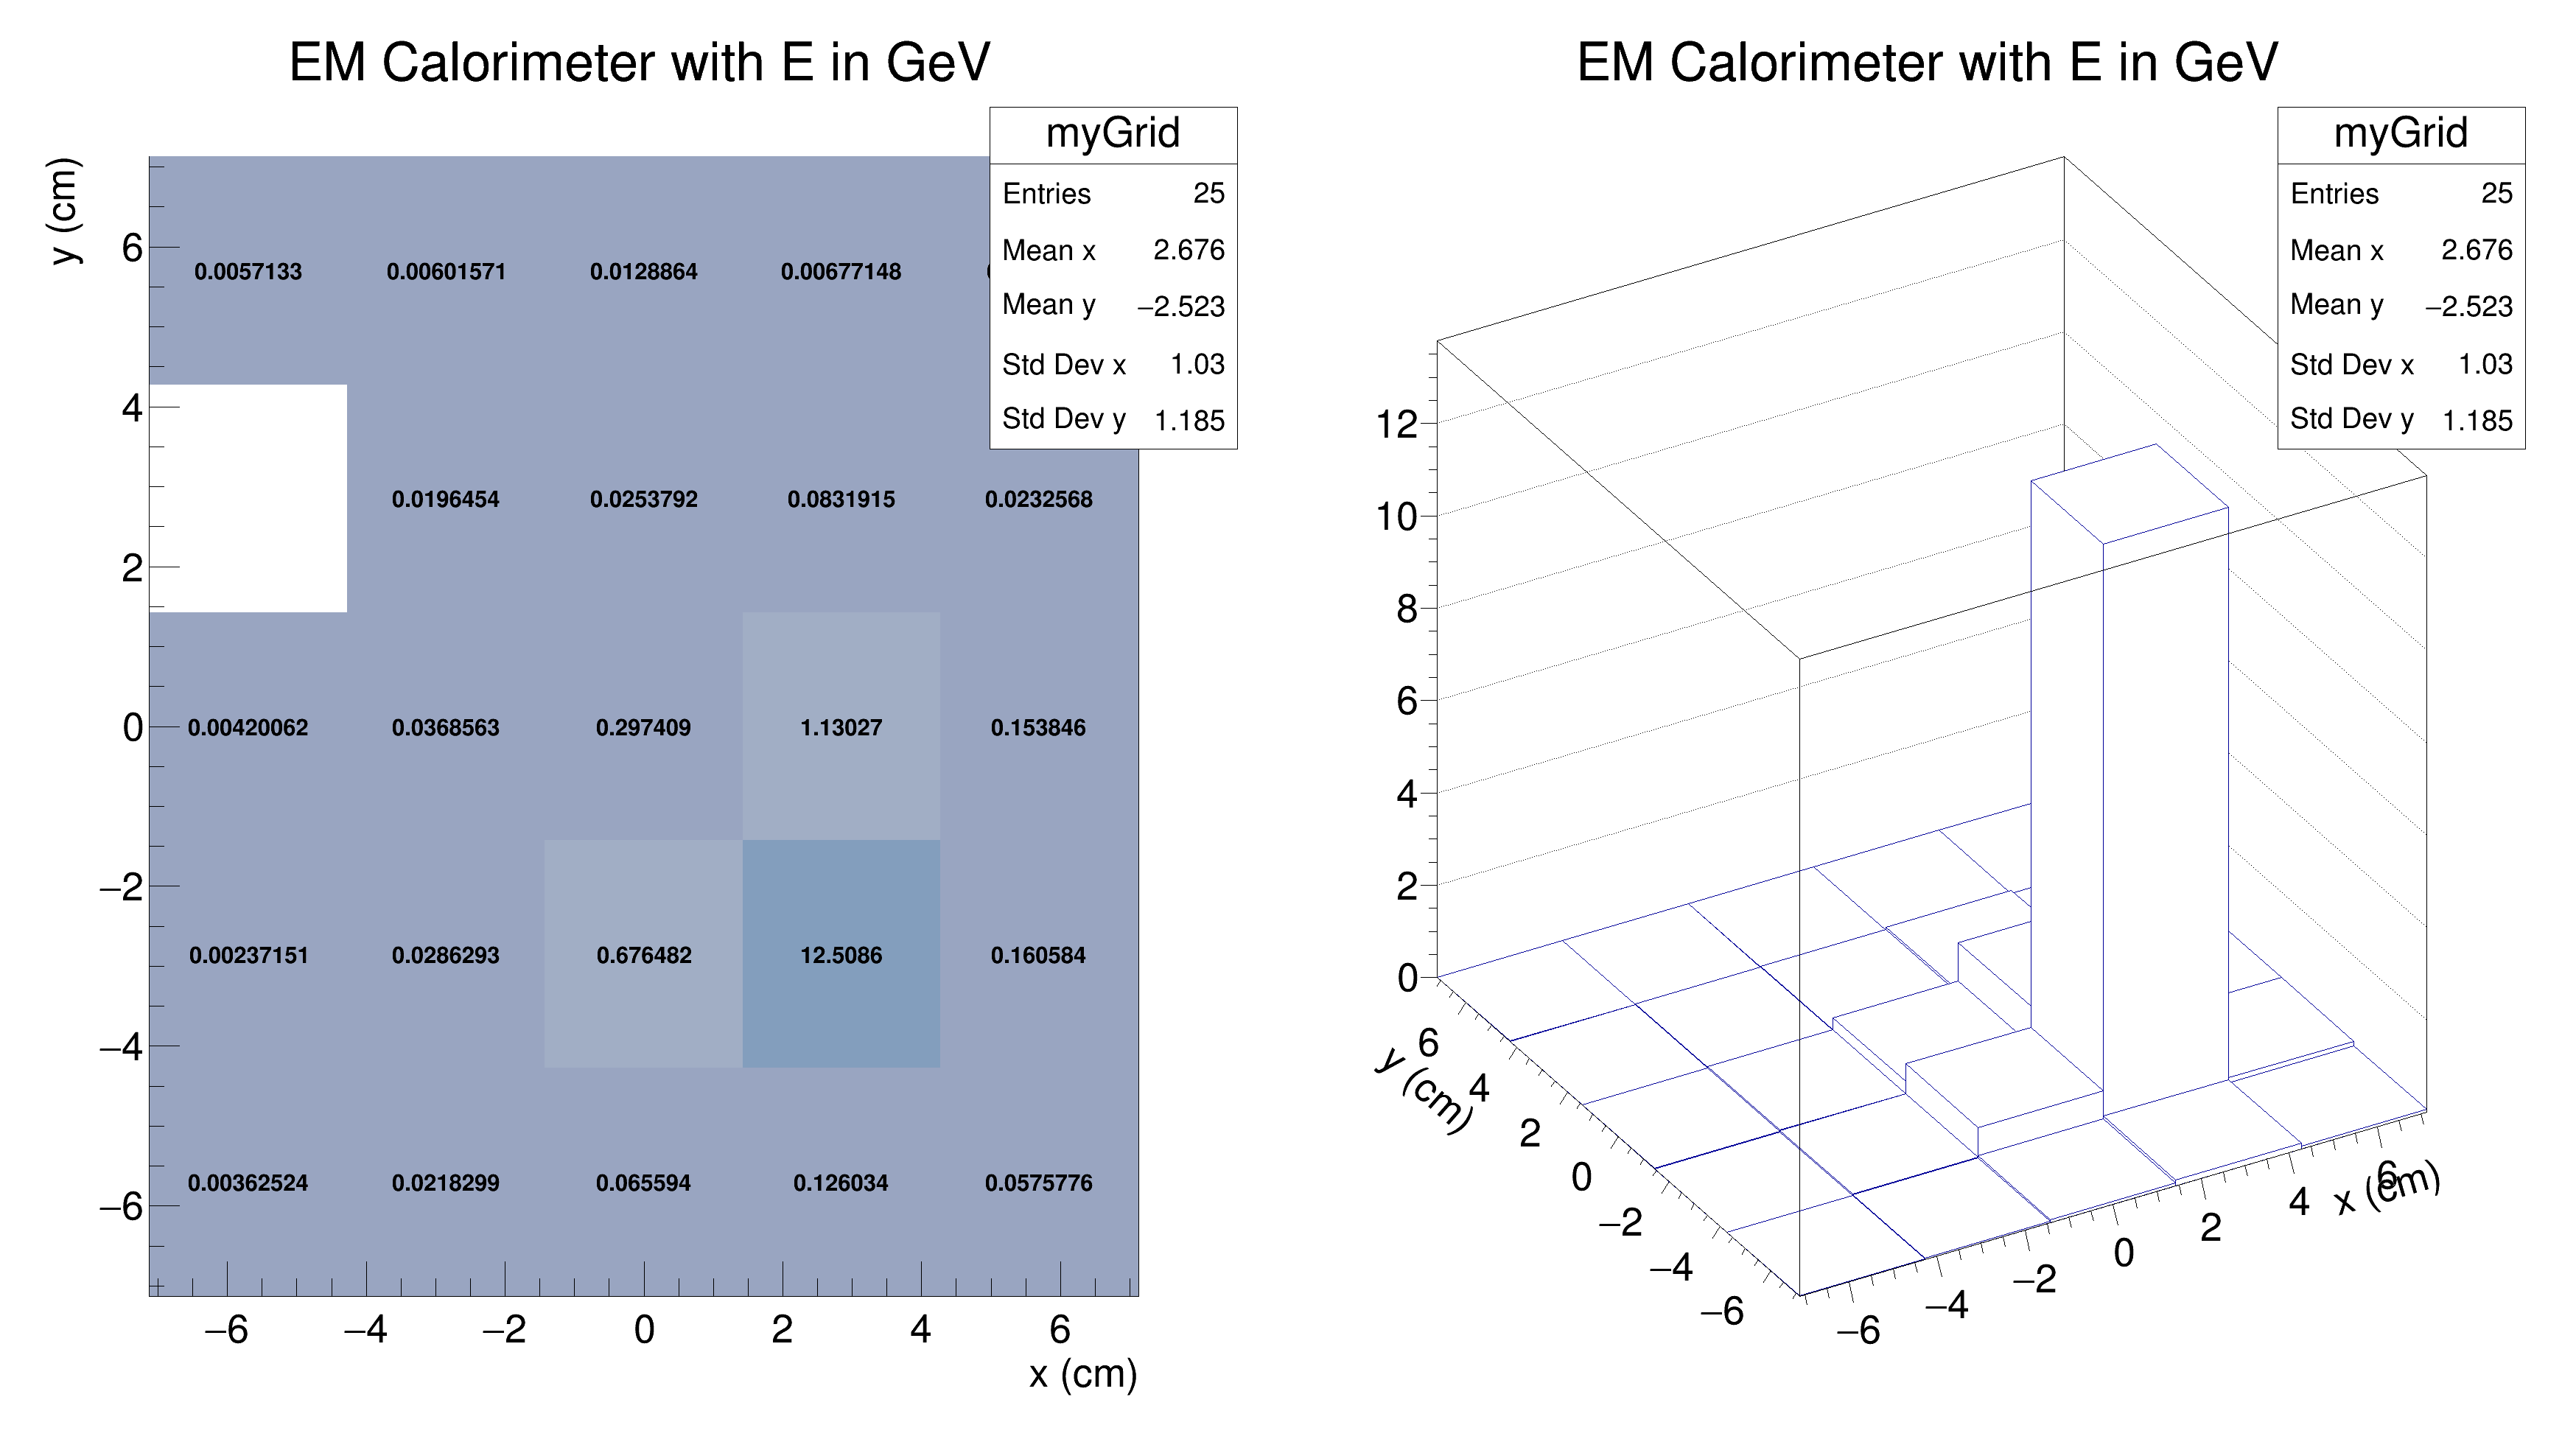 EM Calorimeter with E in GeV
myGrid
Entries 25
Mean x 2.676
Mean y −2.523
Std Dev x 1.03
Std Dev y 1.185
y (cm)
6
4
2
0
−2
−4
−6
0.0057133 0.00601571 0.0128864 0.00677148
0.0196454 0.0253792 0.0831915 0.0232568
0.00420062 0.0368563 0.297409 1.13027 0.153846
0.00237151 0.0286293 0.676482 12.5086 0.160584
0.00362524 0.0218299 0.065594 0.126034 0.0575776
−6 −4 −2 0 2 4 6
x (cm)
EM Calorimeter with E in GeV
myGrid
Entries 25
Mean x 2.676
Mean y −2.523
Std Dev x 1.03
Std Dev y 1.185
12
10
8
6
4
2
0
6
4
2
0
−2
−4
−6
y (cm)
−6 −4 −2 0 2 4 6
x (cm)